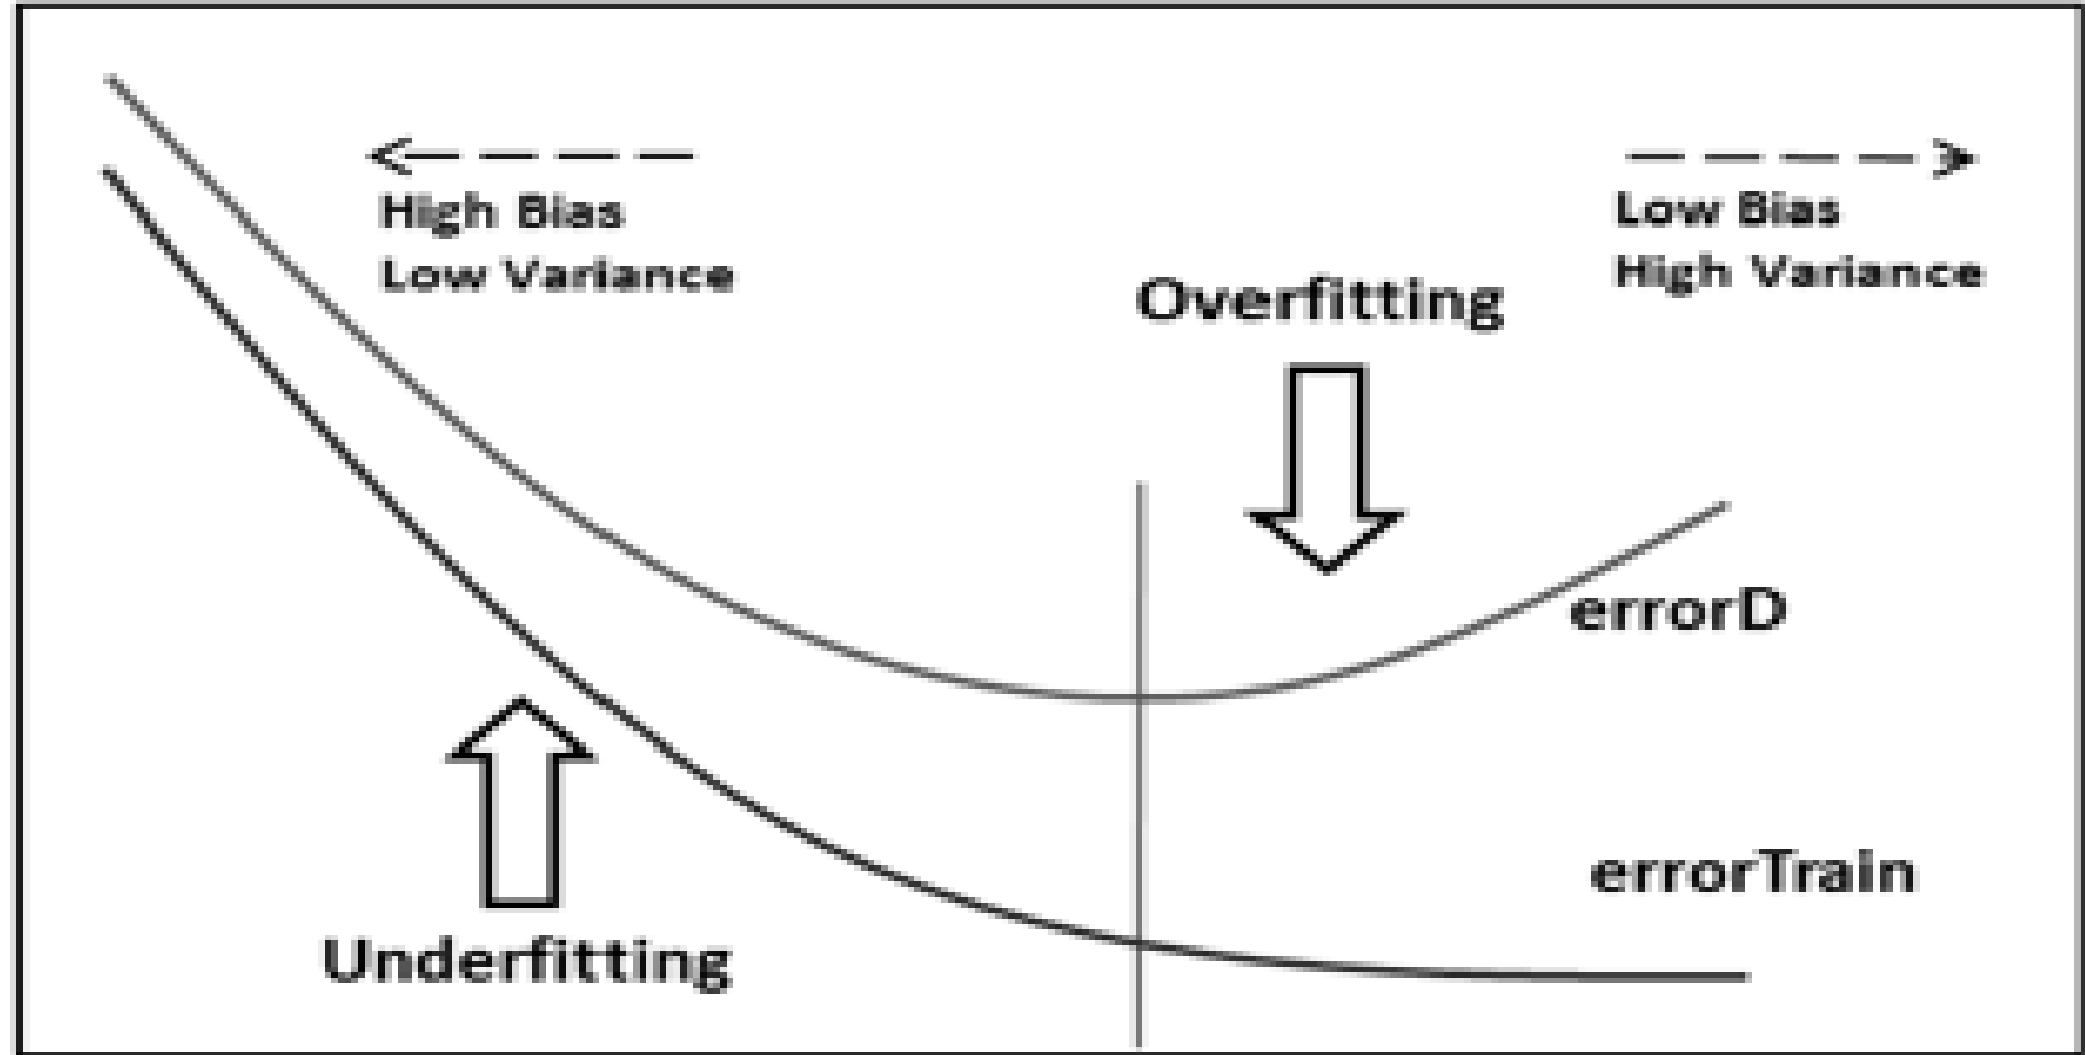 High Bias
Low Variance
Low Bias
High Variance
Overfitting
errorD
errorTrain
Underfitting